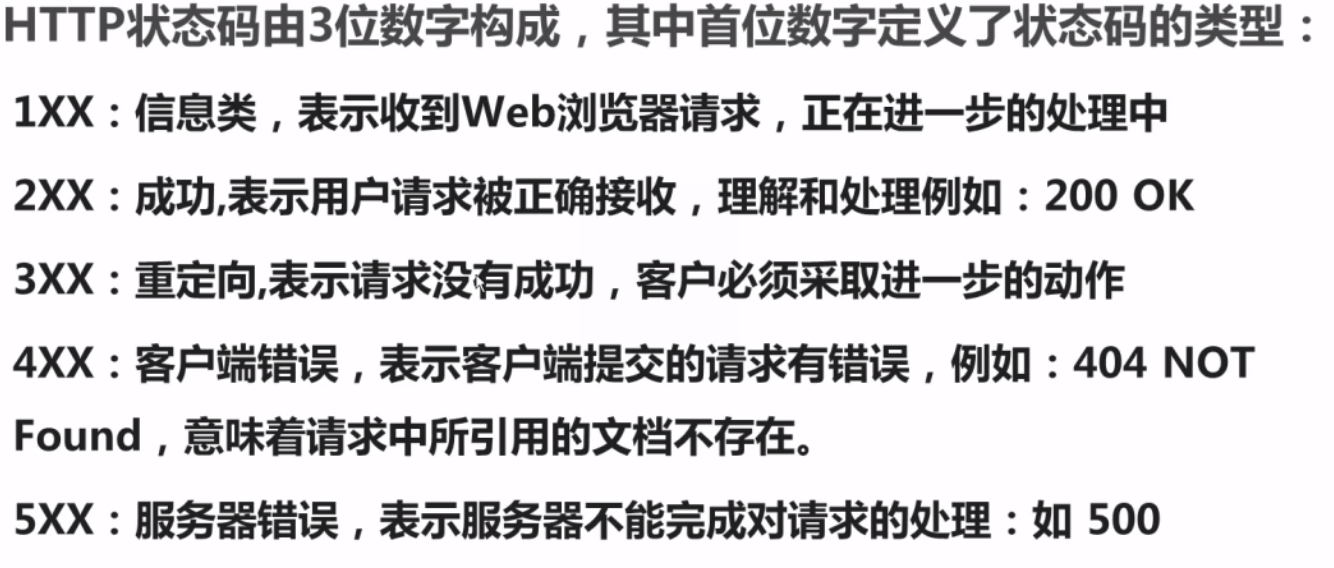 HTTP状态码由3位数字构成，其中首位数字定义了状态码的类型：
1XX：信息类，表示收到Web浏览器请求，正在进一步的处理中
2XX：成功,表示用户请求被正确接收，理解和处理例如：200 OK
3XX：重定向,表示请求没有成功，客户必须采取进一步的动作
4XX：客户端错误，表示客户端提交的请求有错误，例如：404 NOT
Found，意味着请求中所引用的文档不存在。
5XX：服务器错误，表示服务器不能完成对请求的处理：如 500